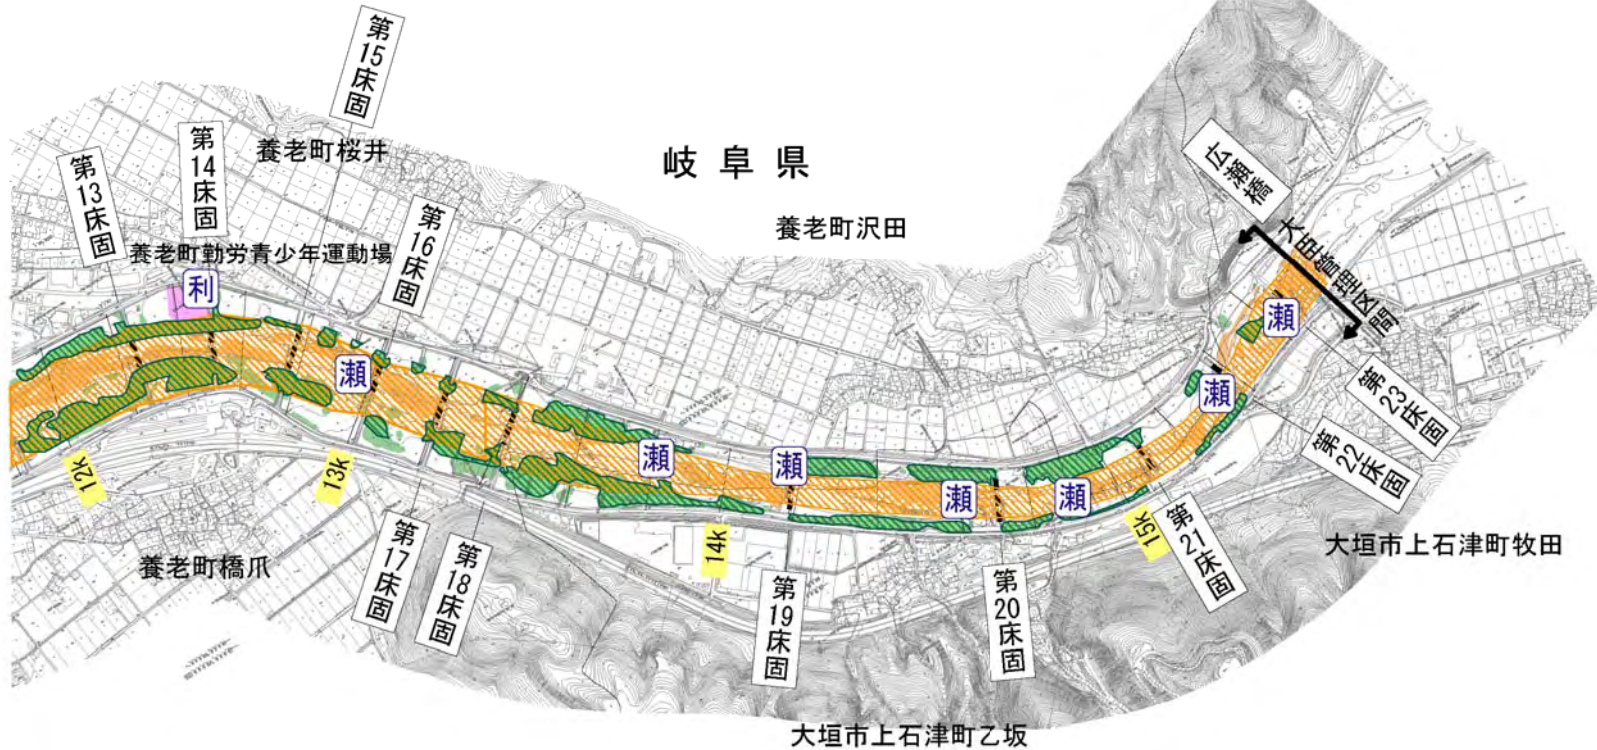 第15床固
第14床固
第13床固
養老町桜井
岐阜県
広瀬橋
第16床固
養老町沢田
大臣管理区間
養老町勤労青少年運動場
利
瀬
瀬
瀬
瀬
瀬
瀬
瀬
第23床固
第22床固
12k
13k
14k
15k
第21床固
大垣市上石津町牧田
養老町橋爪
第17床固
第18床固
第19床固
第20床固
大垣市上石津町乙坂